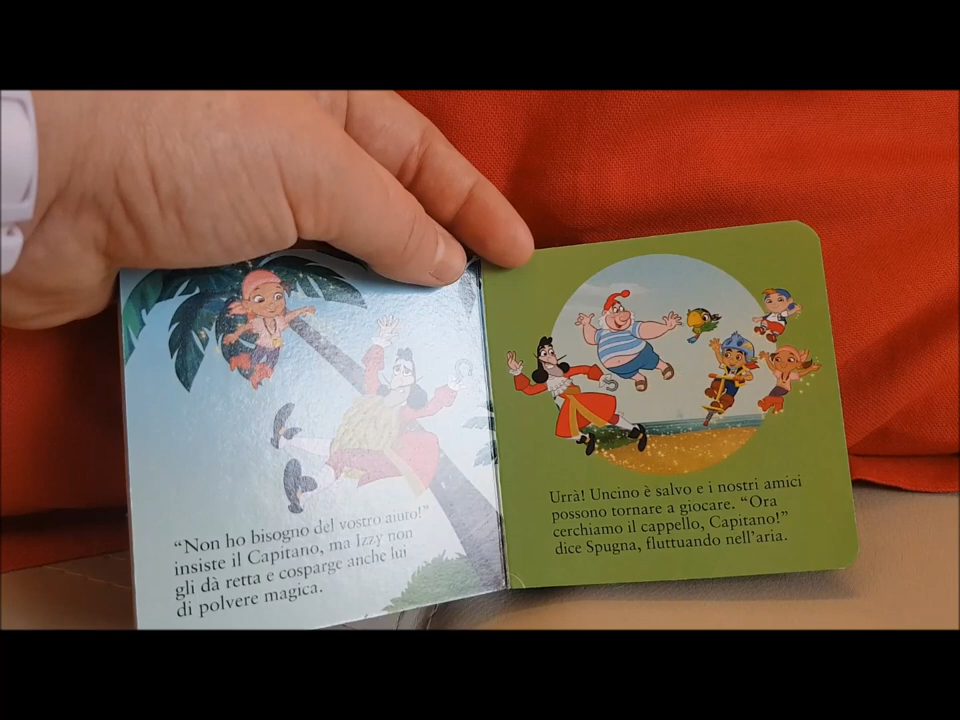 “Non ho bisogno del vostro aiuto!”
insiste il Capitano, ma Izzy non
gli dà retta e cosparge anche lui
di polvere magica.
Urrà! Uncino è salvo e i nostri amici
possono tornare a giocare. “Ora
cerchiamo il cappello, Capitano!”
dice Spugna, fluttuando nell’aria.